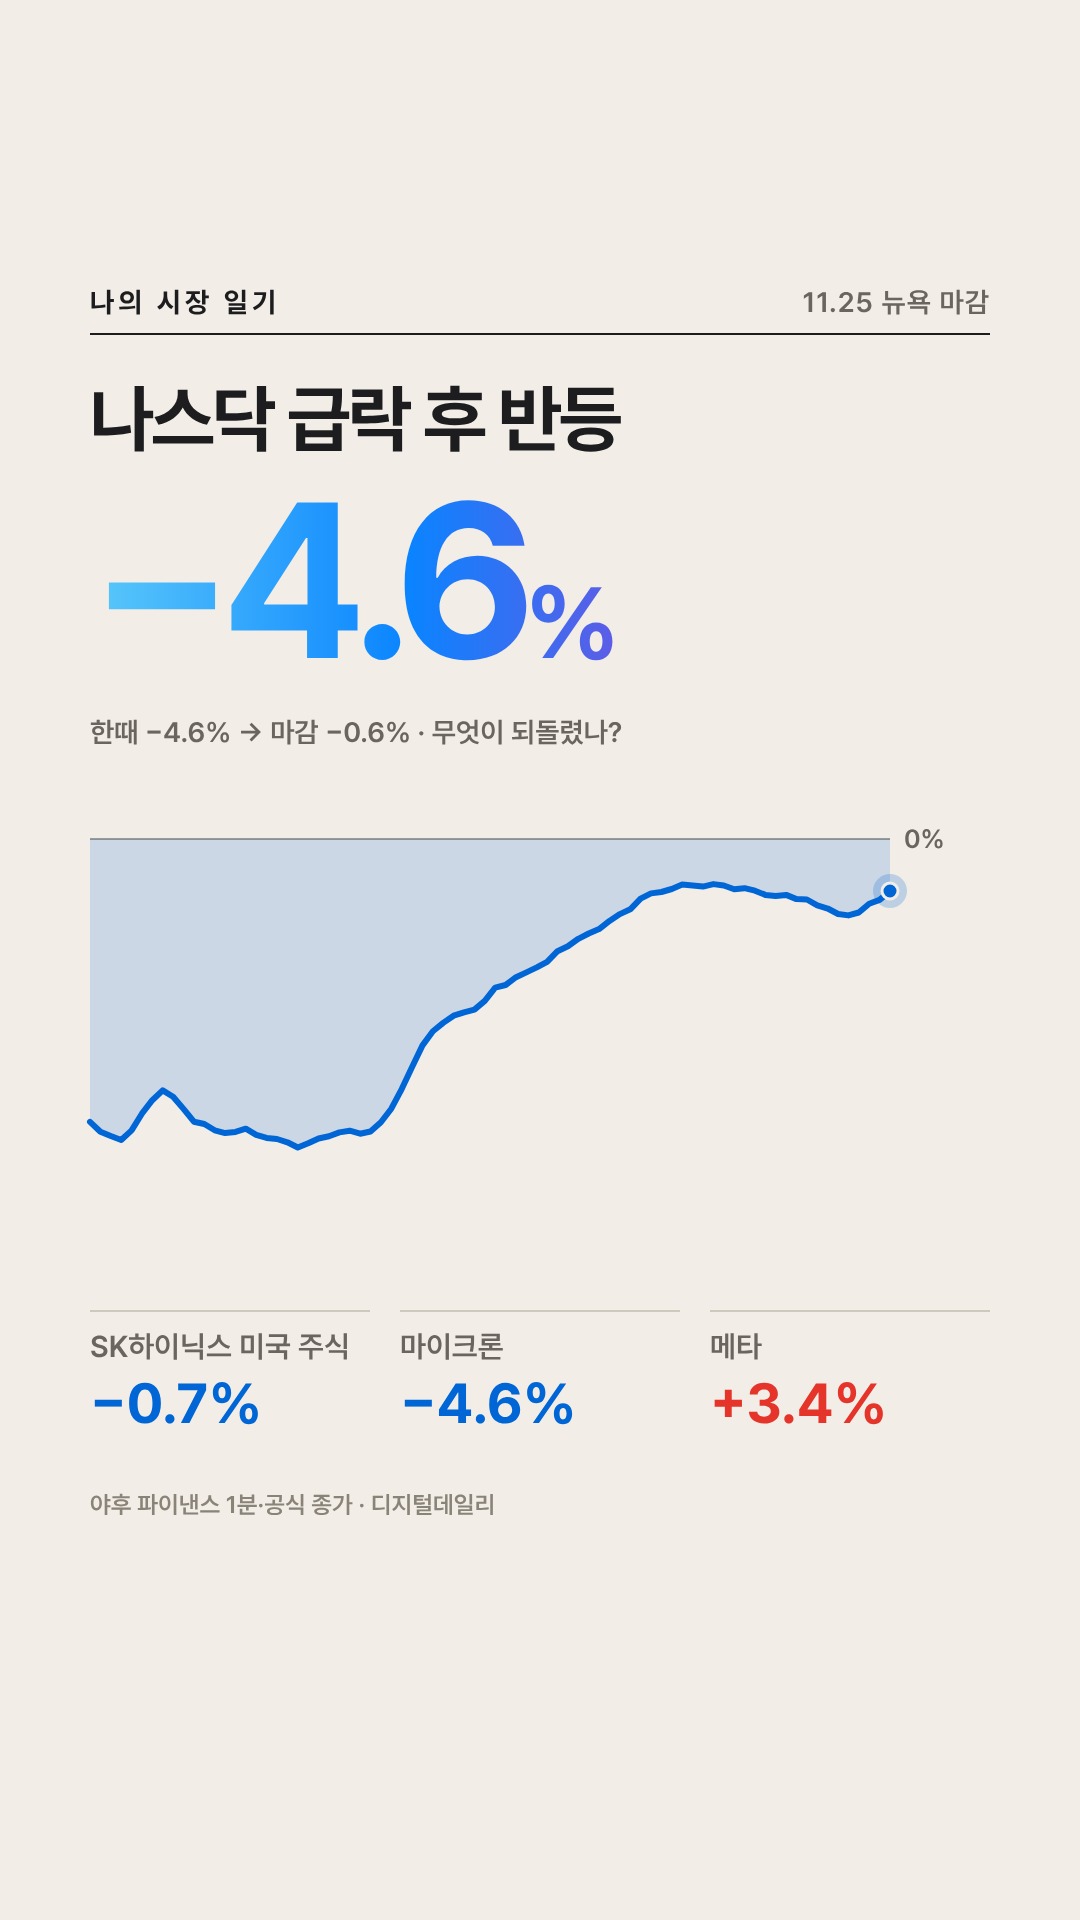 나의 시장 일기
11.25 뉴욕 마감
나스닥 급락 후 반등
−4.6%
한때 −4.6% → 마감 −0.6% · 무엇이 되돌렸나?
0%
SK하이닉스 미국 주식
−0.7%
마이크론
−4.6%
메타
+3.4%
야후 파이낸스 1분·공식 종가 · 디지털데일리